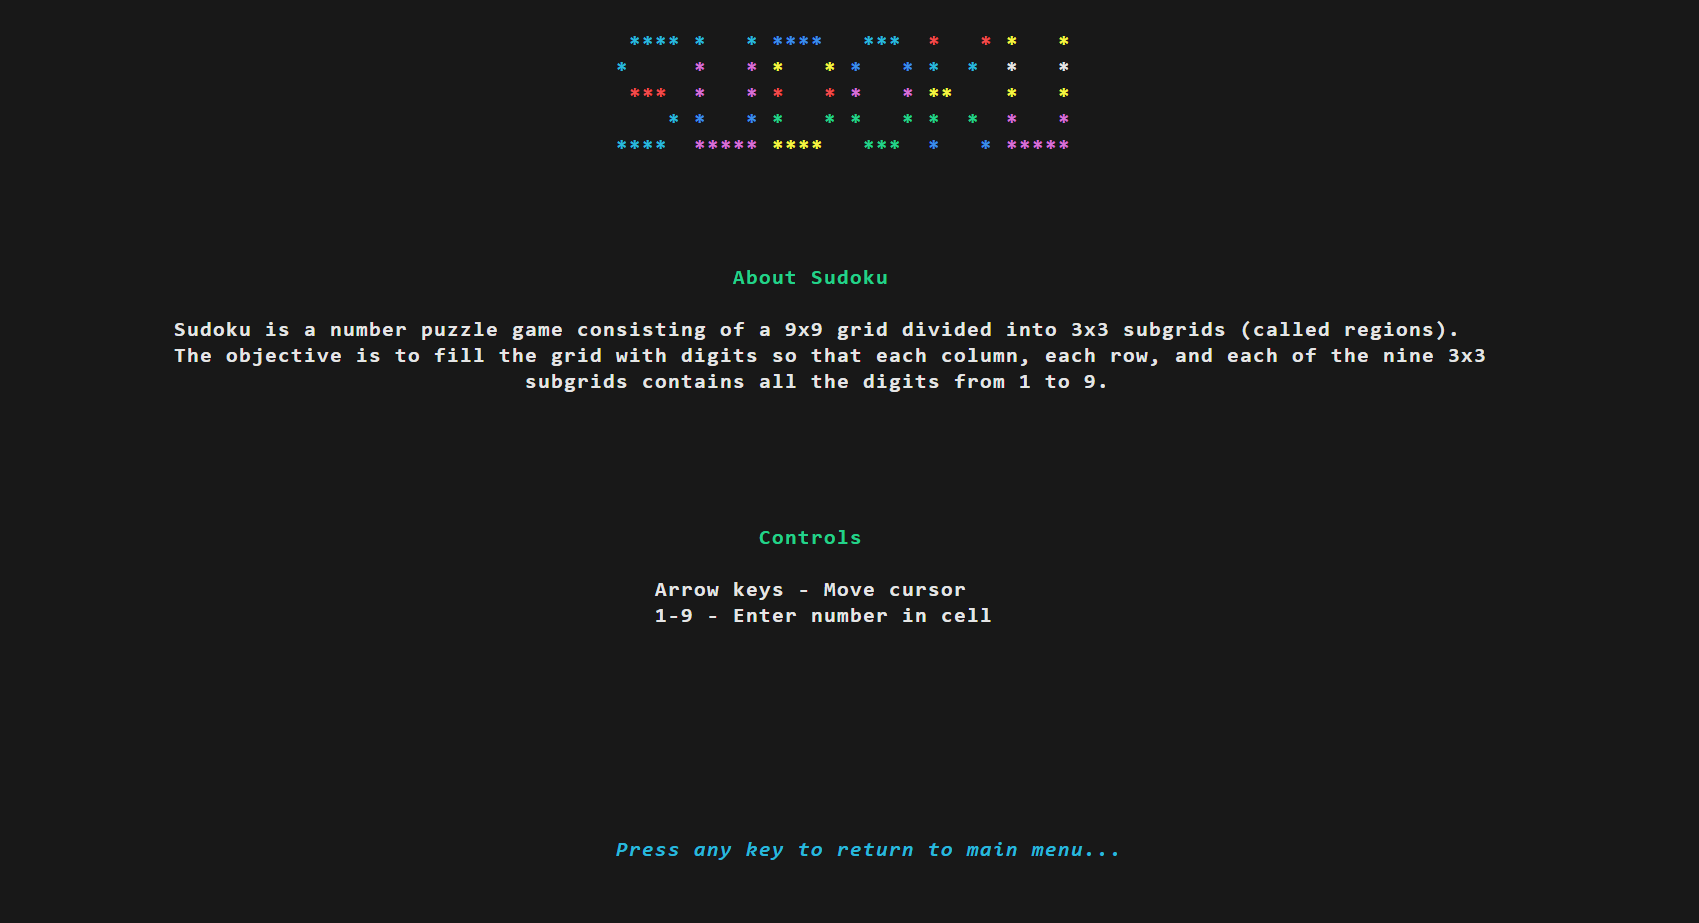 SUDOKU
About Sudoku
Sudoku is a number puzzle game consisting of a 9x9 grid divided into 3x3 subgrids (called regions).
The objective is to fill the grid with digits so that each column, each row, and each of the nine 3x3
subgrids contains all the digits from 1 to 9.
Controls
Arrow keys - Move cursor
1-9 - Enter number in cell
Press any key to return to main menu...